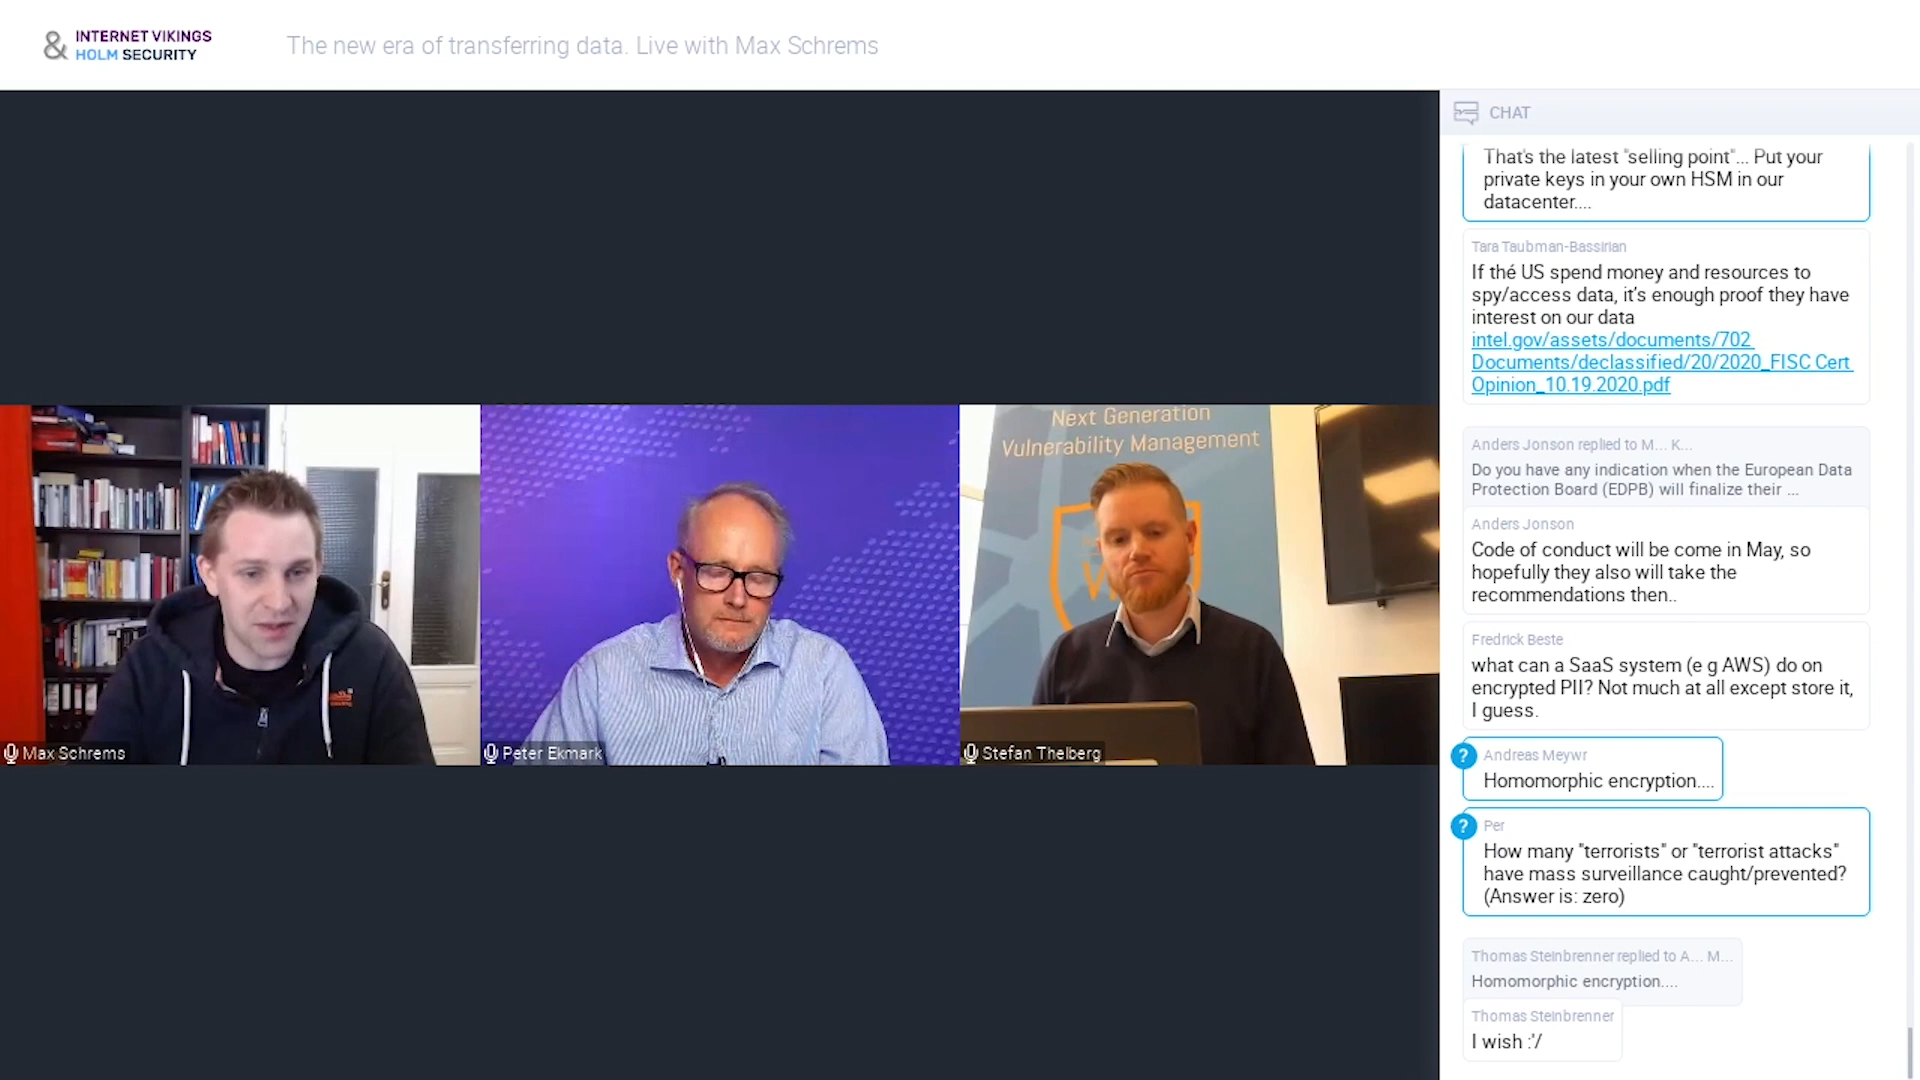 & INTERNET VIKINGS
HOLM SECURITY
The new era of transferring data. Live with Max Schrems
Next Generation
Vulnerability Management
Max Schrems
Peter Ekmark
Stefan Thelberg
CHAT
That's the latest "selling point"... Put your
private keys in your own HSM in our
datacenter....
Tara Taubman-Bassirian
If thé US spend money and resources to
spy/access data, it's enough proof they have
interest on our data
intel.gov/assets/documents/702
Documents/declassified/20/2020_FISC Cert
Opinion_10.19.2020.pdf
Anders Jonson replied to M... K...
Do you have any indication when the European Data
Protection Board (EDPB) will finalize their ...
Anders Jonson
Code of conduct will be come in May, so
hopefully they also will take the
recommendations then..
Fredrick Beste
what can a SaaS system (e g AWS) do on
encrypted PII? Not much at all except store it,
I guess.
? Andreas Meywr
Homomorphic encryption....
? Per
How many "terrorists" or "terrorist attacks"
have mass surveillance caught/prevented?
(Answer is: zero)
Thomas Steinbrenner replied to A... M...
Homomorphic encryption....
Thomas Steinbrenner
I wish :'/